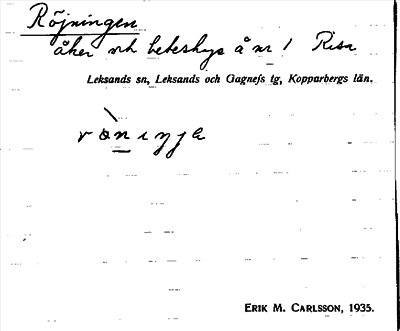 Röjningen
åker och beteshage å nr 1 Risa
Leksands sn, Leksands och Gagnefs tg, Kopparbergs län.
ERIK M. CARLSSON, 1935.